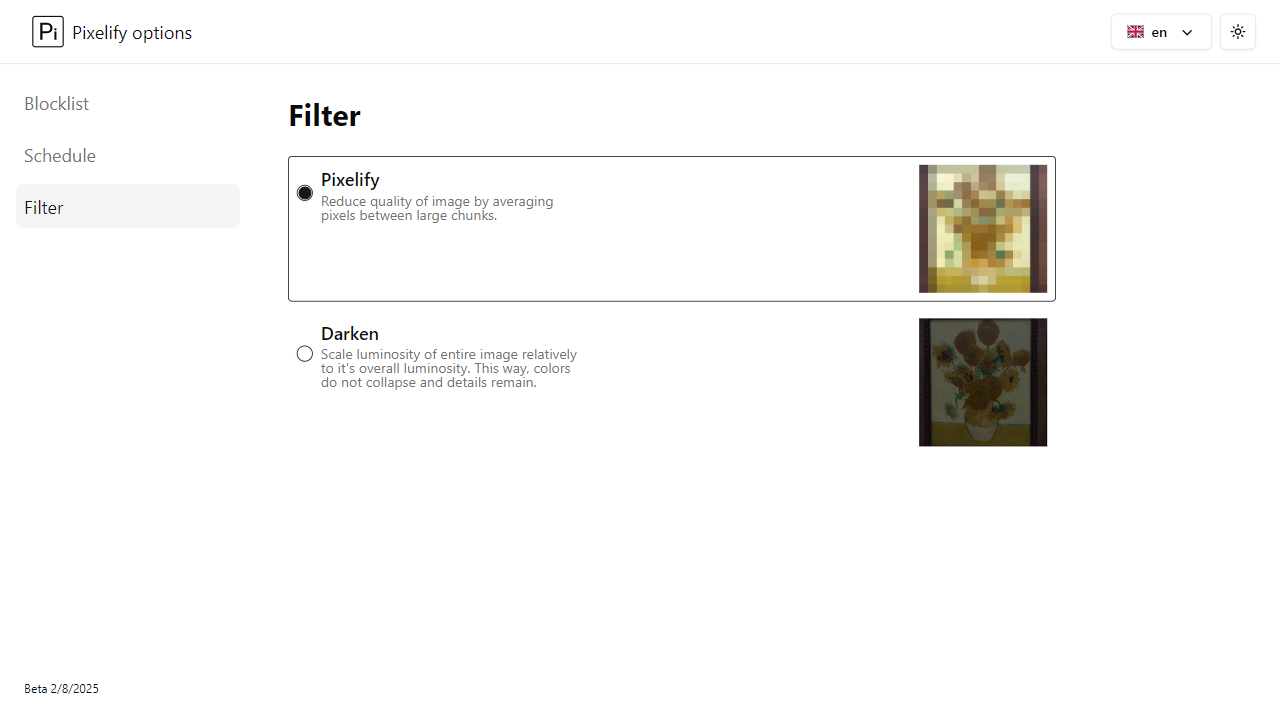 Pi Pixelify options
en
Blocklist
Schedule
Filter
Filter
Pixelify
Reduce quality of image by averaging
pixels between large chunks.
Darken
Scale luminosity of entire image relatively
to it's overall luminosity. This way, colors
do not collapse and details remain.
Beta 2/8/2025